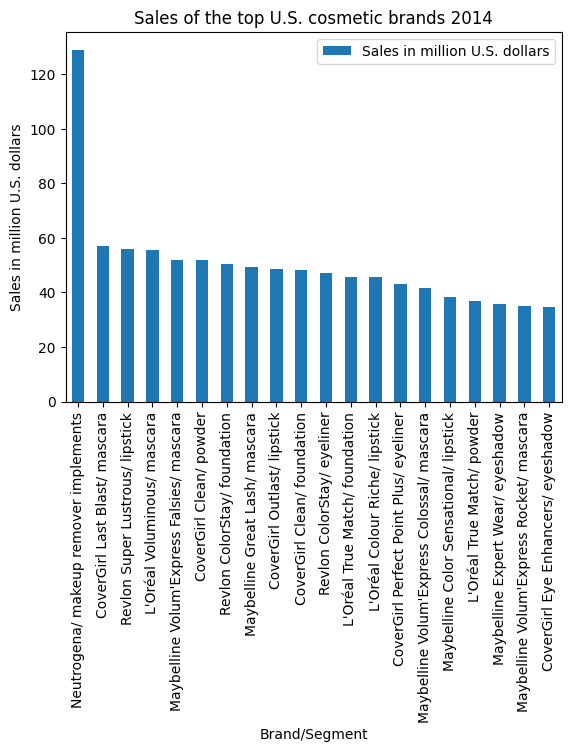 Sales of the top U.S. cosmetic brands 2014
Sales in million U.S. dollars
Sales in million U.S. dollars
120
100
80
60
40
20
0
Neutrogena/ makeup remover implements
CoverGirl Last Blast/ mascara
Revlon Super Lustrous/ lipstick
L'Oréal Voluminous/ mascara
Maybelline Volum'Express Falsies/ mascara
CoverGirl Clean/ powder
Revlon ColorStay/ foundation
Maybelline Great Lash/ mascara
CoverGirl Outlast/ lipstick
CoverGirl Clean/ foundation
Revlon ColorStay/ eyeliner
L'Oréal True Match/ foundation
L'Oréal Colour Riche/ lipstick
CoverGirl Perfect Point Plus/ eyeliner
Maybelline Volum'Express Colossal/ mascara
Maybelline Color Sensational/ lipstick
L'Oréal True Match/ powder
Maybelline Expert Wear/ eyeshadow
Maybelline Volum'Express Rocket/ mascara
CoverGirl Eye Enhancers/ eyeshadow
Brand/Segment